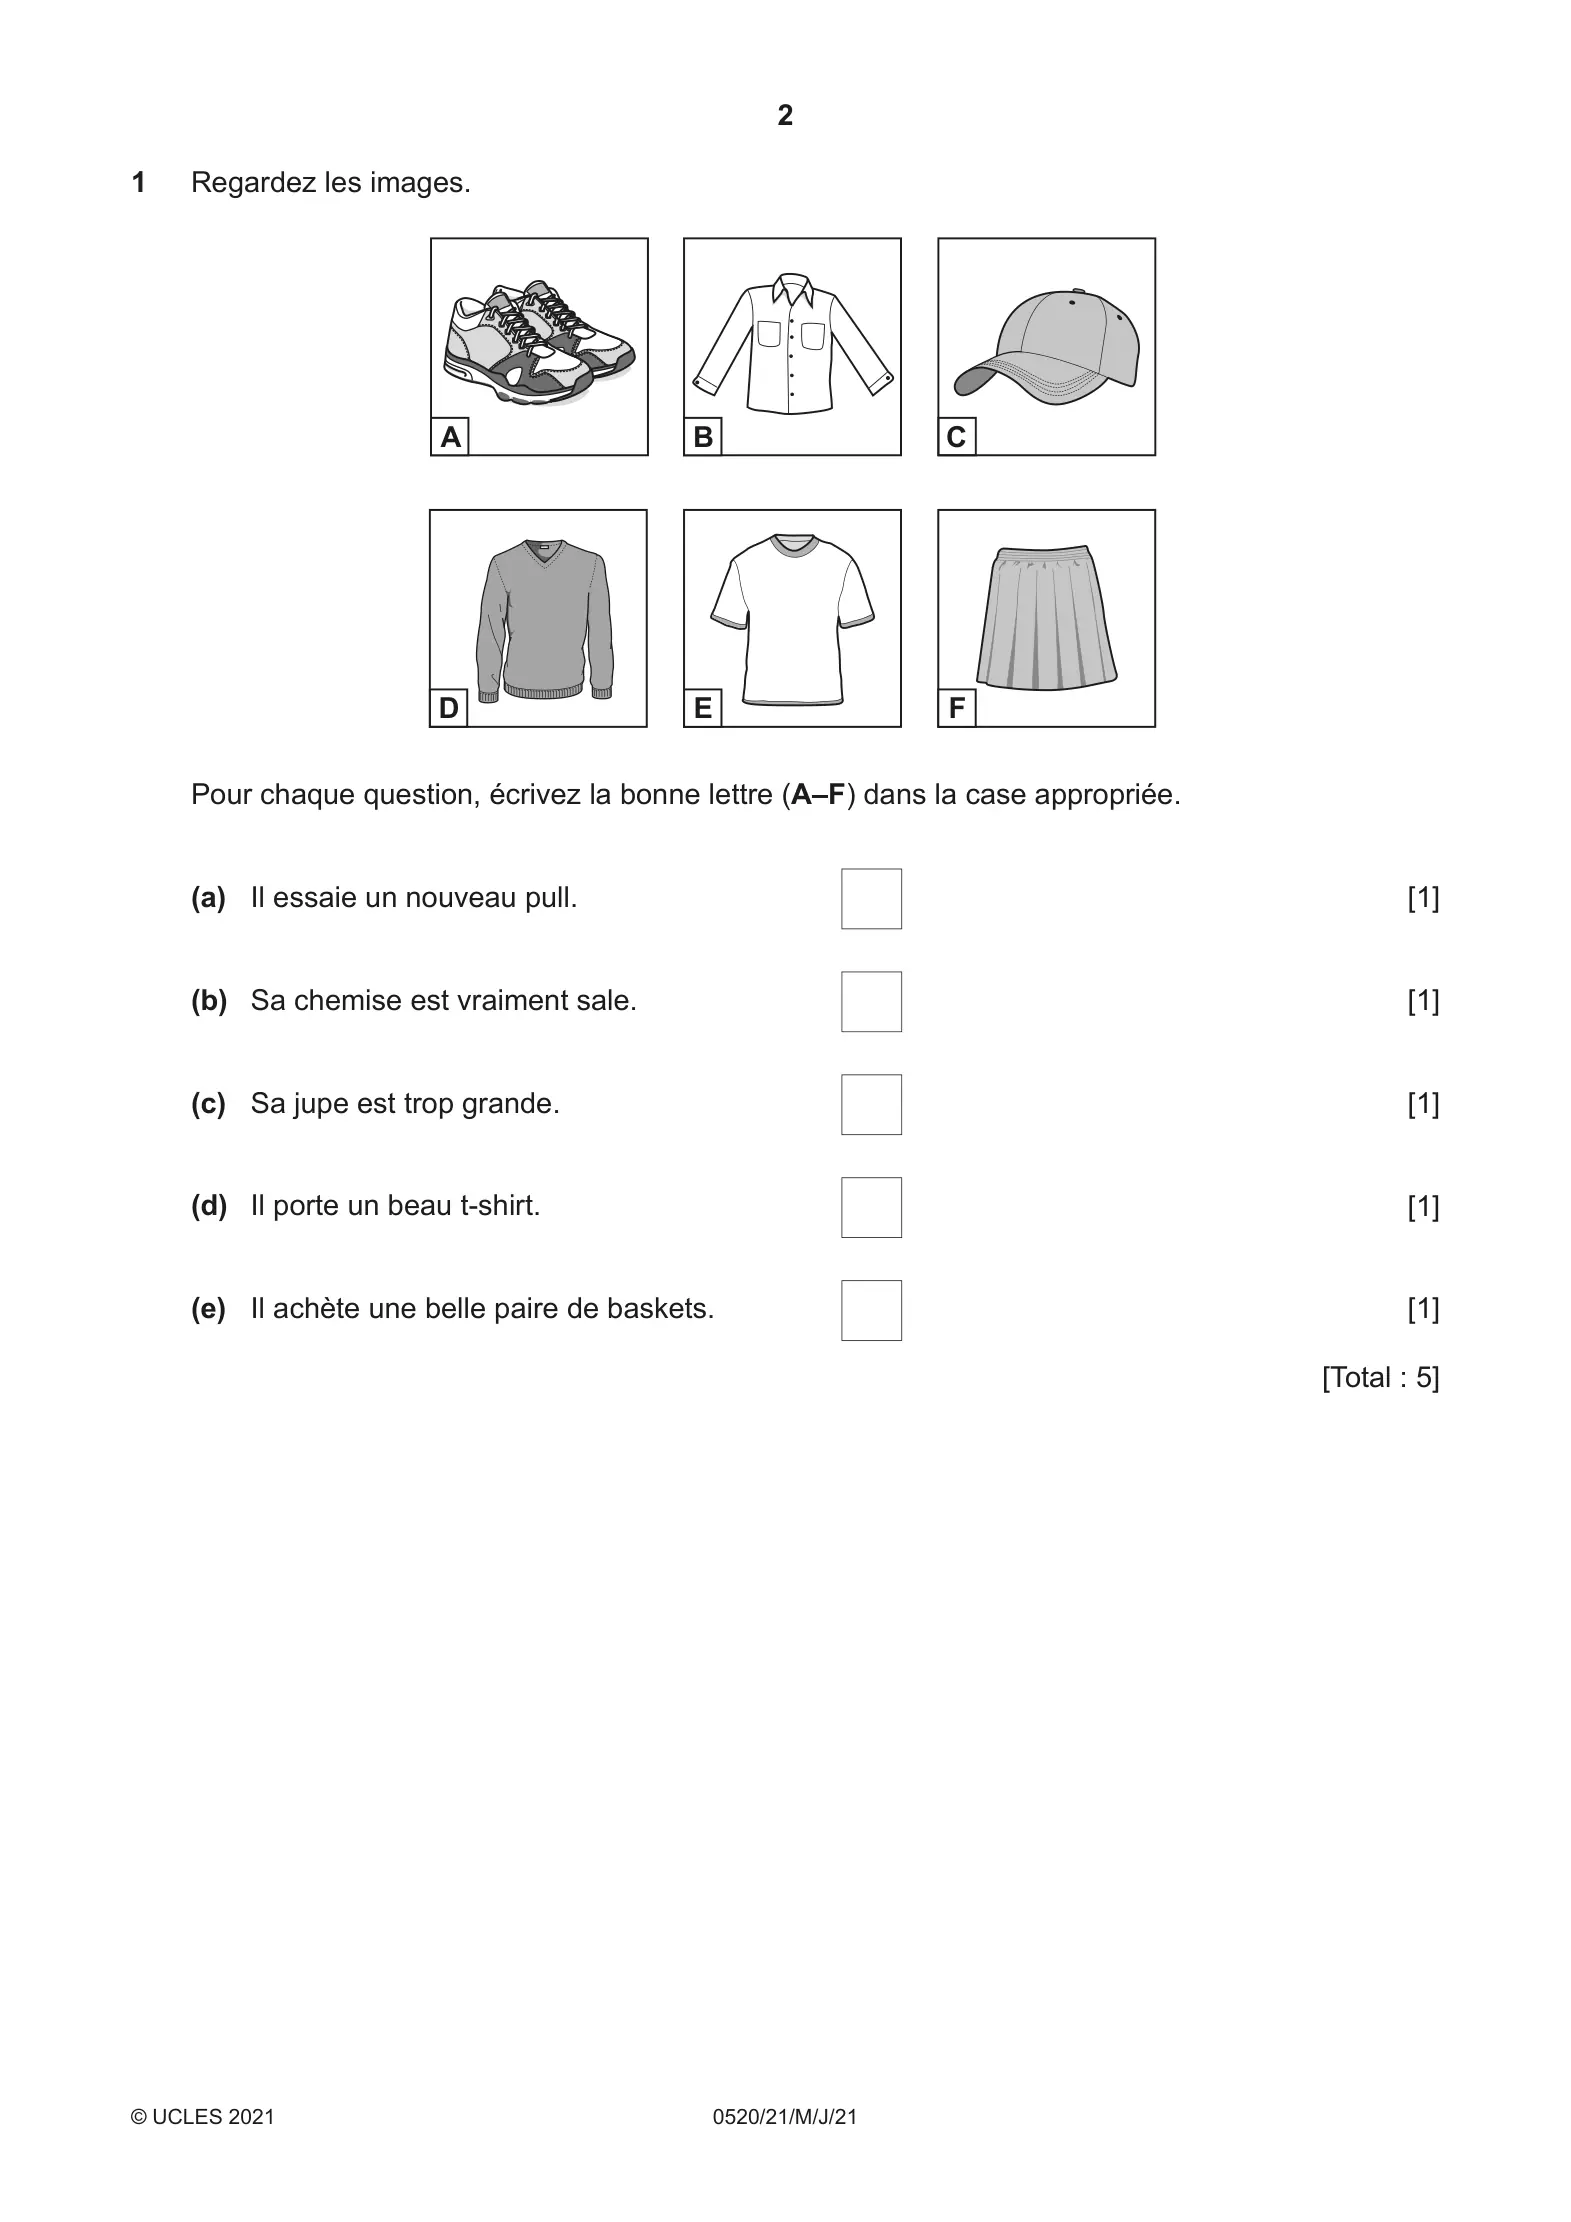 2
1 Regardez les images.
A B C
D E F
Pour chaque question, écrivez la bonne lettre (A–F) dans la case appropriée.
(a) Il essaie un nouveau pull. [1]
(b) Sa chemise est vraiment sale. [1]
(c) Sa jupe est trop grande. [1]
(d) Il porte un beau t-shirt. [1]
(e) Il achète une belle paire de baskets. [1]
[Total : 5]
© UCLES 2021 0520/21/M/J/21